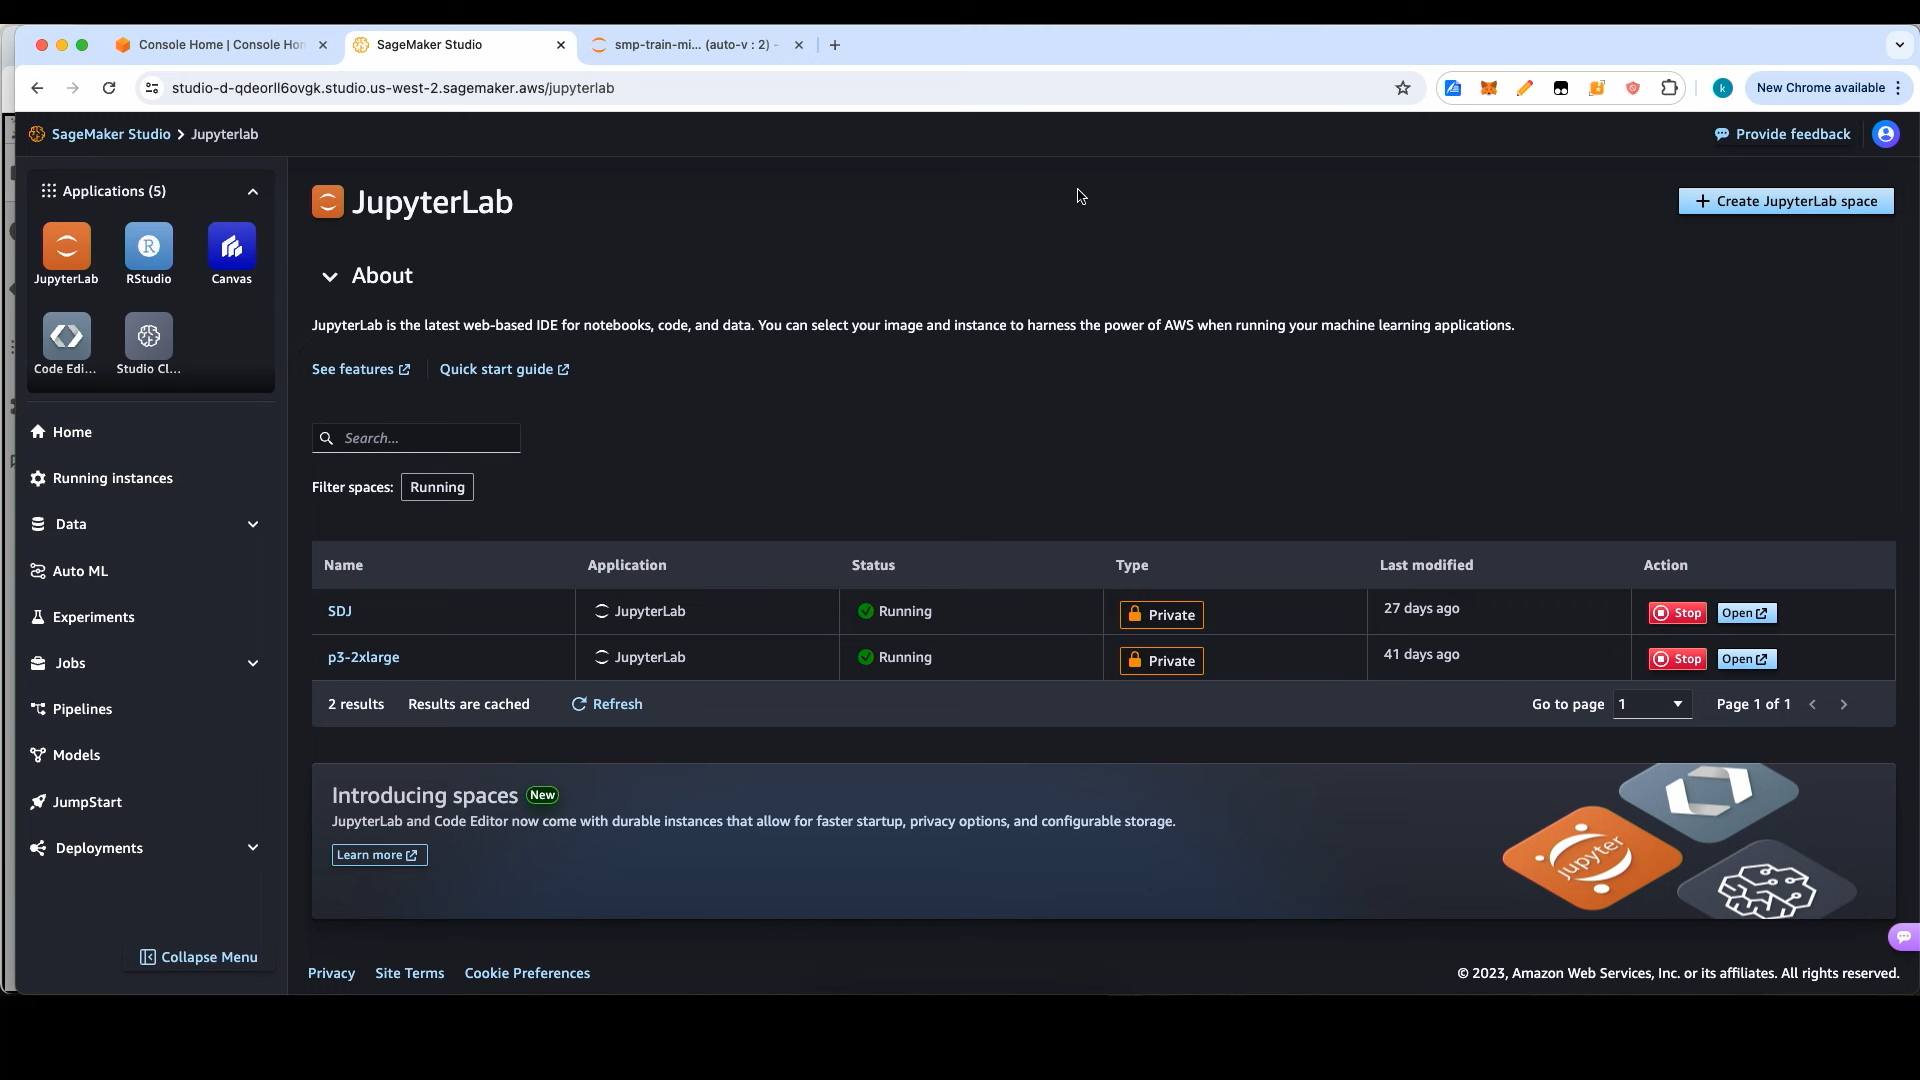 Console Home | Console Hom
SageMaker Studio
smp-train-mi... (auto-v : 2) -
studio-d-qdeorll6ovgk.studio.us-west-2.sagemaker.aws/jupyterlab
k
New Chrome available
SageMaker Studio
Jupyterlab
Provide feedback
Applications (5)
JupyterLab
RStudio
Canvas
Code Edi...
Studio Cl...
Home
Running instances
Data
Auto ML
Experiments
Jobs
Pipelines
Models
JumpStart
Deployments
Collapse Menu
JupyterLab
+ Create JupyterLab space
About
JupyterLab is the latest web-based IDE for notebooks, code, and data. You can select your image and instance to harness the power of AWS when running your machine learning applications.
See features
Quick start guide
Search...
Filter spaces: Running
Name Application Status Type Last modified Action
SDJ JupyterLab Running Private 27 days ago Stop Open
p3-2xlarge JupyterLab Running Private 41 days ago Stop Open
2 results Results are cached Refresh Go to page 1 Page 1 of 1
Introducing spaces New
JupyterLab and Code Editor now come with durable instances that allow for faster startup, privacy options, and configurable storage.
Learn more
jupyter
Privacy Site Terms Cookie Preferences
© 2023, Amazon Web Services, Inc. or its affiliates. All rights reserved.